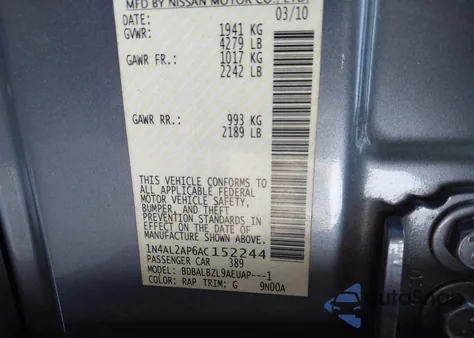 MFD BY NISSAN MOTOR CO., LTD.
DATE: 03/10
GVWR: 1941 KG
4279 LB
GAWR FR.: 1017 KG
2242 LB
GAWR RR.: 993 KG
2189 LB
THIS VEHICLE CONFORMS TO
ALL APPLICABLE FEDERAL
MOTOR VEHICLE SAFETY,
BUMPER, AND THEFT
PREVENTION STANDARDS IN
EFFECT ON THE DATE OF
MANUFACTURE SHOWN ABOVE.
1N4AL2AP6AC152244
PASSENGER CAR 389
MODEL: BDBALBZL9AEUAP---1
COLOR: RAP TRIM: G 9N00A
AutoSnap